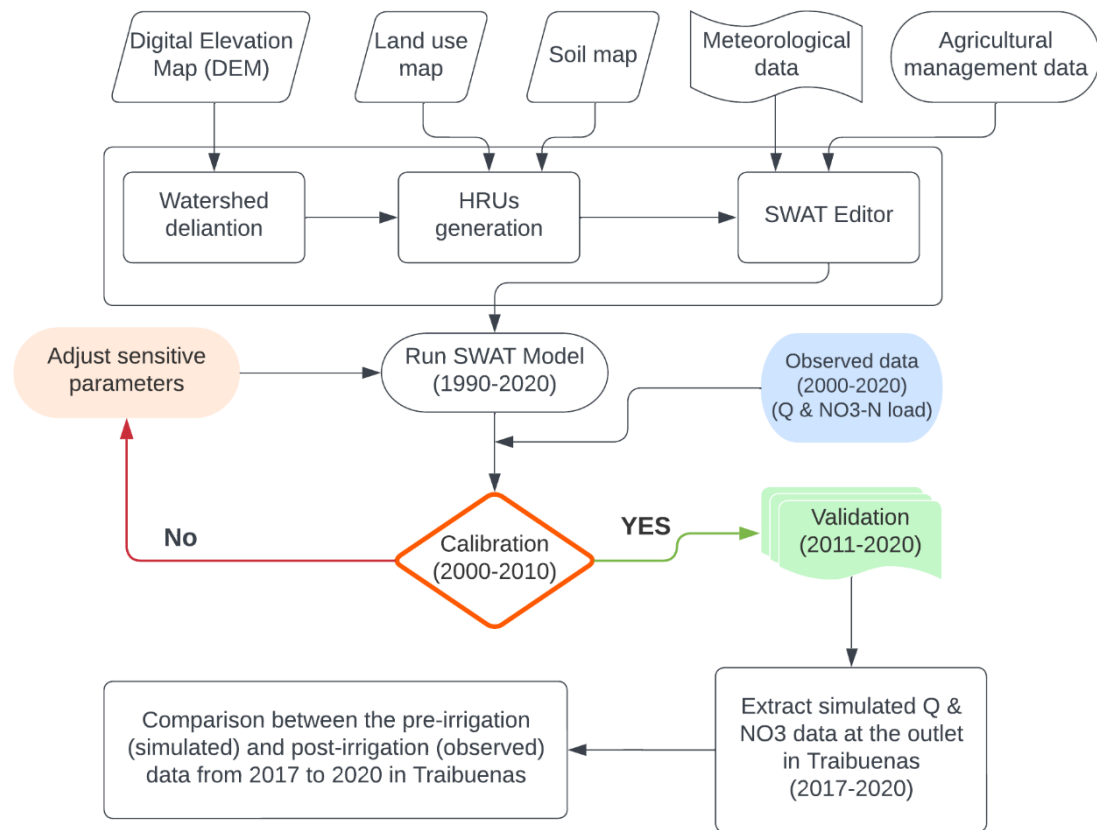 Digital Elevation
Map (DEM)
Land use
map
Soil map
Meteorological
data
Agricultural
management data
Watershed
deliantion
HRUs
generation
SWAT Editor
Adjust sensitive
parameters
Run SWAT Model
(1990-2020)
Observed data
(2000-2020)
(Q & NO3-N load)
No
Calibration
(2000-2010)
YES
Validation
(2011-2020)
Comparison between the pre-irrigation
(simulated) and post-irrigation (observed)
data from 2017 to 2020 in Traibuenas
Extract simulated Q &
NO3 data at the outlet
in Traibuenas
(2017-2020)